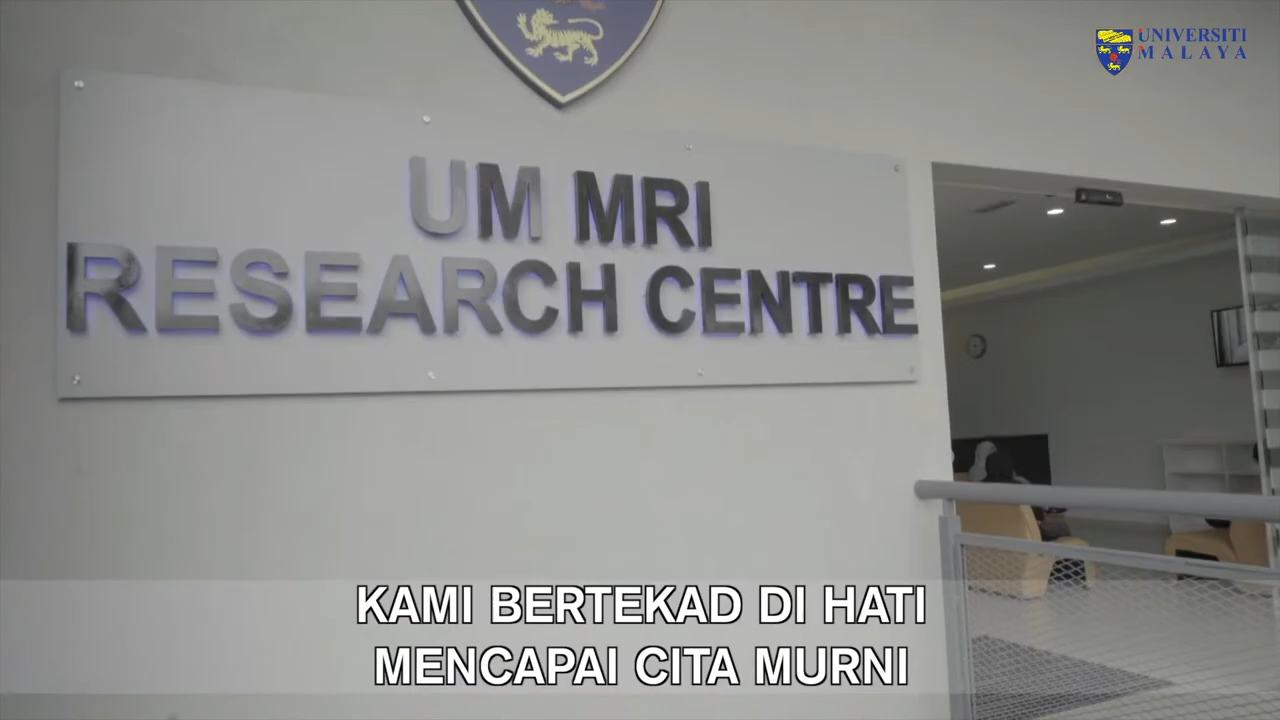 UNIVERSITI
MALAYA
UM MRI
RESEARCH CENTRE
KAMI BERTEKAD DI HATI
MENCAPAI CITA MURNI